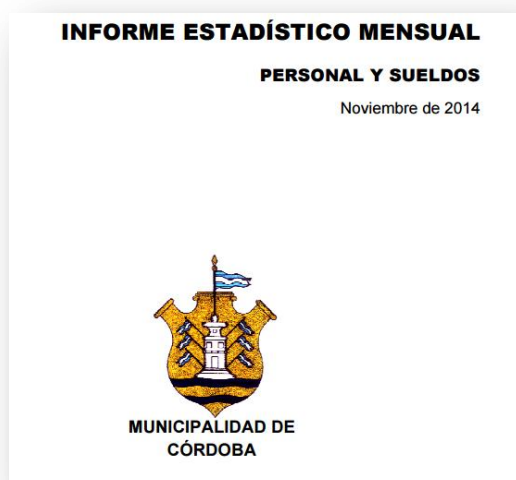 INFORME ESTADÍSTICO MENSUAL
PERSONAL Y SUELDOS
Noviembre de 2014
MUNICIPALIDAD DE
CÓRDOBA